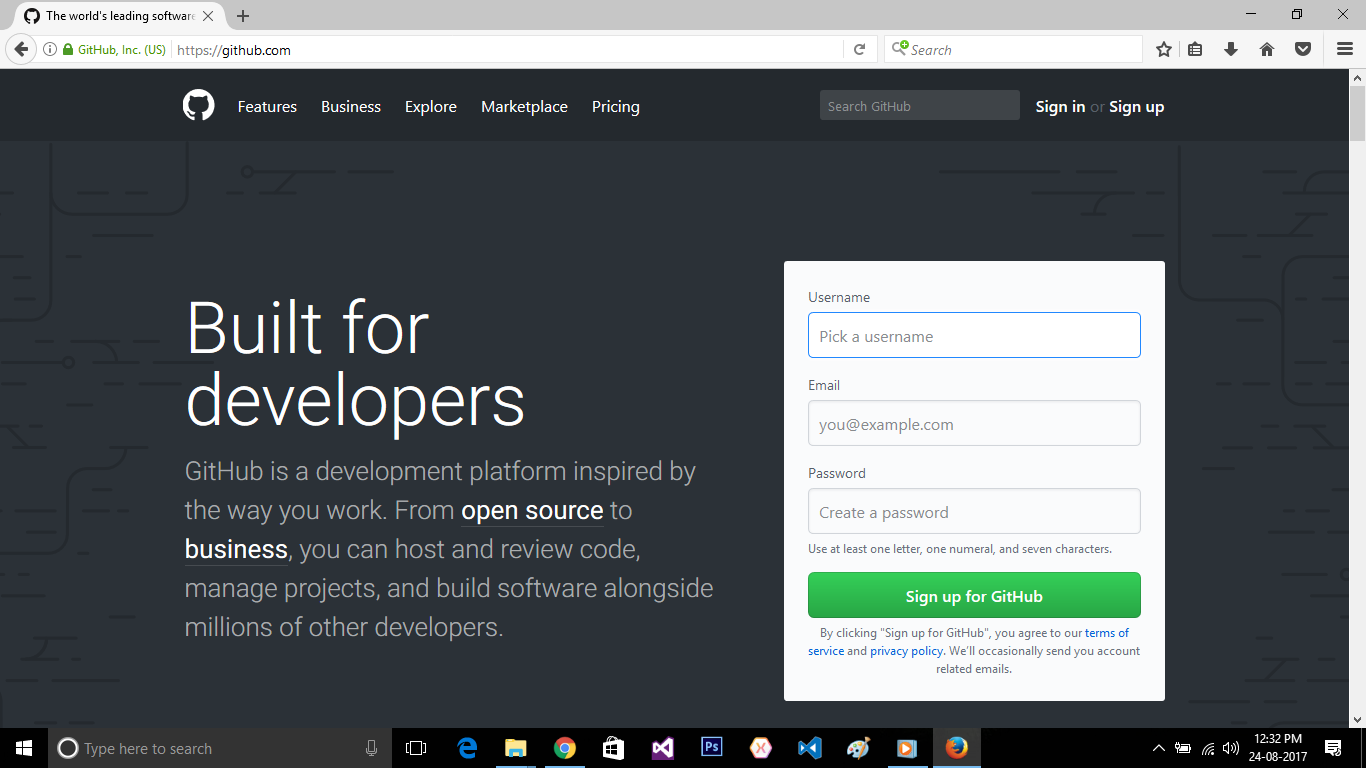 The world's leading software
GitHub, Inc. (US)
https://github.com
Search
Features
Business
Explore
Marketplace
Pricing
Search GitHub
Sign in or Sign up
Built for
developers
GitHub is a development platform inspired by
the way you work. From open source to
business, you can host and review code,
manage projects, and build software alongside
millions of other developers.
Username
Pick a username
Email
you@example.com
Password
Create a password
Use at least one letter, one numeral, and seven characters.
Sign up for GitHub
By clicking "Sign up for GitHub", you agree to our terms of
service and privacy policy. We'll occasionally send you account
related emails.
Type here to search
Ps
12:32 PM
24-08-2017